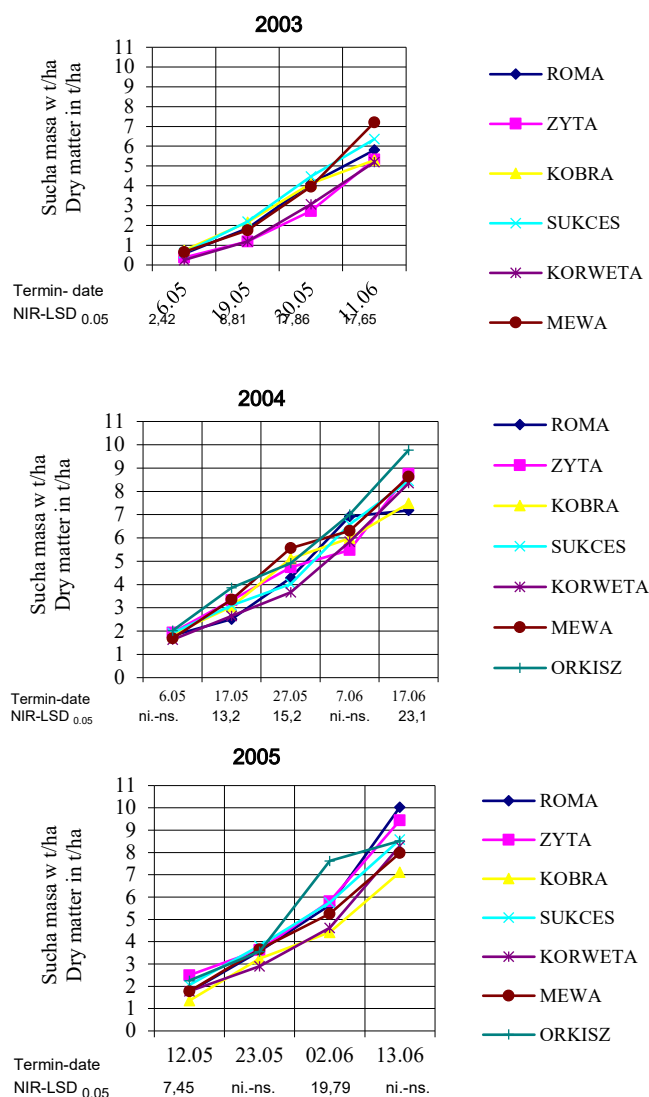 2003
Sucha masa w t/ha
Dry matter in t/ha
11
10
9
8
7
6
5
4
3
2
1
0
6.05 19.05 30.05 11.06
Termin- date
NIR-LSD 0.05 2,42 8,81 17,86 17,65
ROMA
ZYTA
KOBRA
SUKCES
KORWETA
MEWA
2004
Sucha masa w t/ha
Dry matter in t/ha
11
10
9
8
7
6
5
4
3
2
1
0
Termin-date 6.05 17.05 27.05 7.06 17.06
NIR-LSD 0.05 ni.-ns. 13,2 15,2 ni.-ns. 23,1
ROMA
ZYTA
KOBRA
SUKCES
KORWETA
MEWA
ORKISZ
2005
Sucha masa w t/ha
Dry matter in t/ha
11
10
9
8
7
6
5
4
3
2
1
0
Termin-date 12.05 23.05 02.06 13.06
NIR-LSD 0.05 7,45 ni.-ns. 19,79 ni.-ns.
ROMA
ZYTA
KOBRA
SUKCES
KORWETA
MEWA
ORKISZ